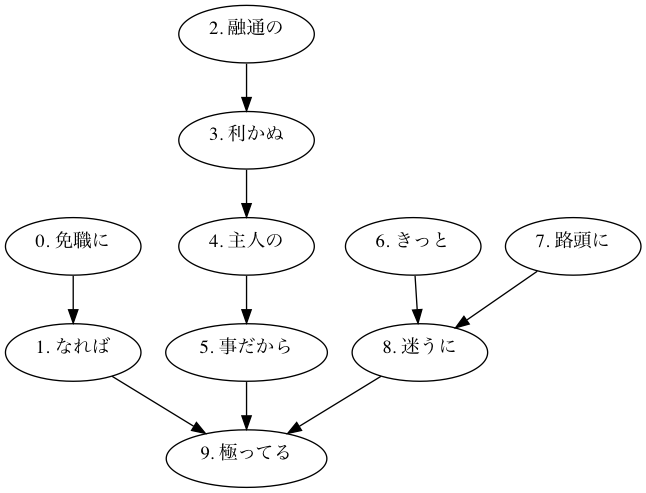 2. 融通の
3. 利かぬ
0. 免職に
4. 主人の
6. きっと
7. 路頭に
1. なれば
5. 事だから
8. 迷うに
9. 極ってる